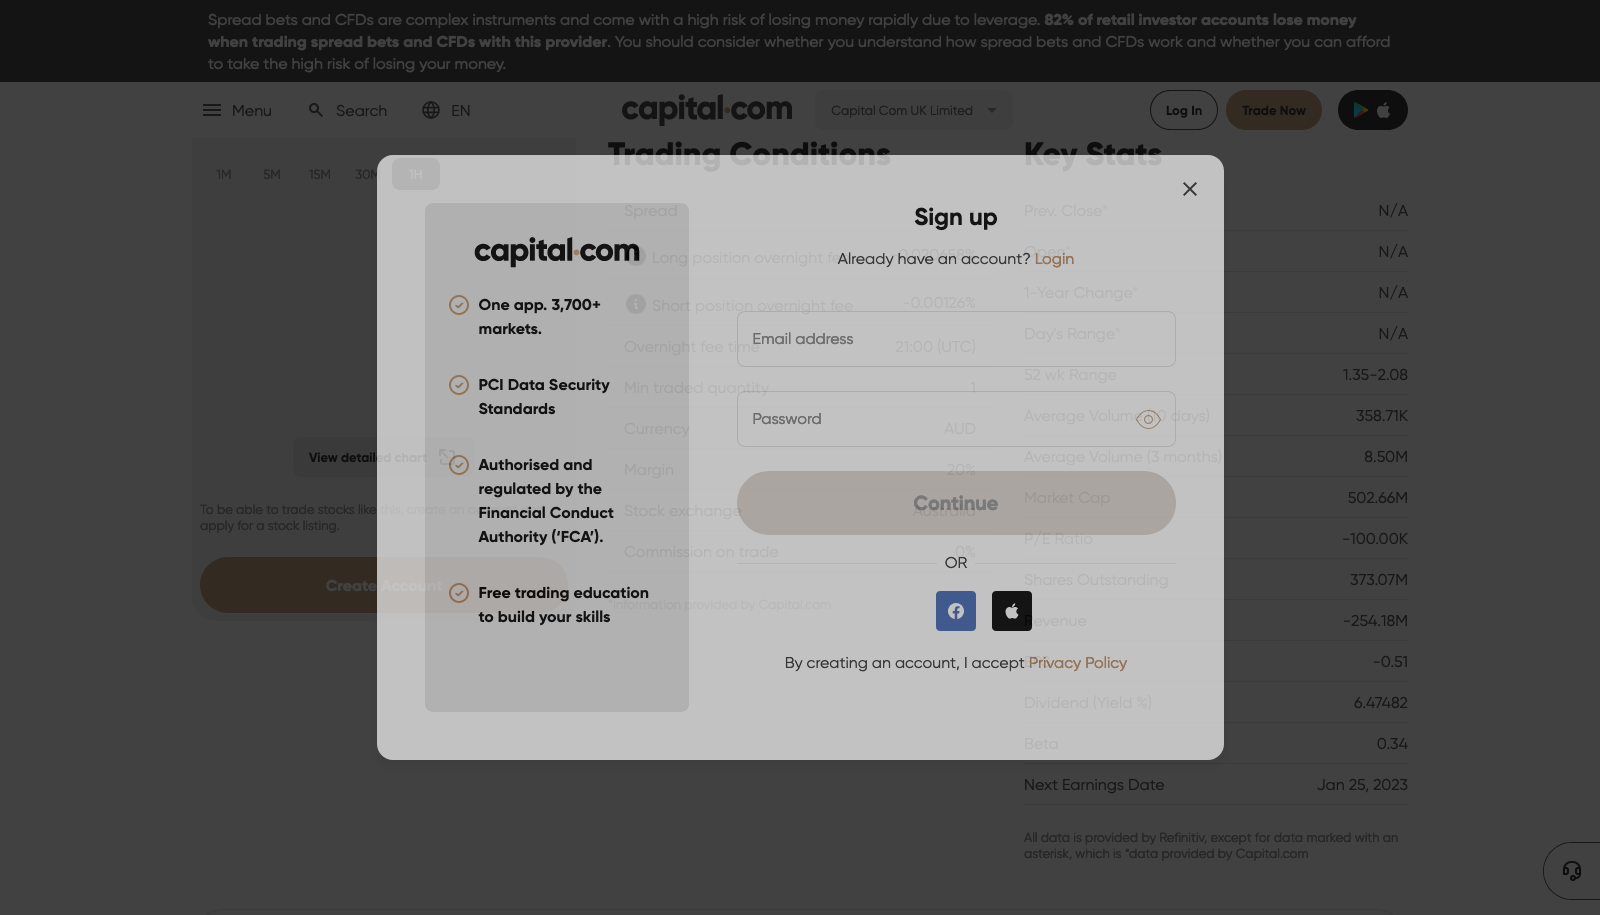 Spread bets and CFDs are complex instruments and come with a high risk of losing money rapidly due to leverage. 82% of retail investor accounts lose money
when trading spread bets and CFDs with this provider. You should consider whether you understand how spread bets and CFDs work and whether you can afford
to take the high risk of losing your money.
Menu
Search
EN
capital.com
Capital Com UK Limited
Log In
Trade Now
1M
5M
15M
30M
1H
View detailed chart
To be able to trade stocks like this, create an
apply for a stock listing.
Create Account
Trading Conditions
Spread
Long position overnight fee
Short position overnight fee
-0.00126%
Overnight fee time
21:00 (UTC)
Min traded quantity
1
Currency
AUD
Margin
20%
Stock exchange
Australia
Commission on trade
0%
*Information provided by Capital.com
Key Stats
Prev. Close*
N/A
Open*
N/A
1-Year Change*
N/A
Day's Range*
N/A
52 wk Range
1.35-2.08
Average Volume (10 days)
358.71K
Average Volume (3 months)
8.50M
Market Cap
502.66M
P/E Ratio
-100.00K
Shares Outstanding
373.07M
Revenue
-254.18M
-0.51
Dividend (Yield %)
6.47482
Beta
0.34
Next Earnings Date
Jan 25, 2023
All data is provided by Refinitiv, except for data marked with an
asterisk, which is *data provided by Capital.com
capital.com
One app. 3,700+
markets.
PCI Data Security
Standards
Authorised and
regulated by the
Financial Conduct
Authority (‘FCA’).
Free trading education
to build your skills
Sign up
Already have an account? Login
Email address
Password
Continue
OR
By creating an account, I accept Privacy Policy